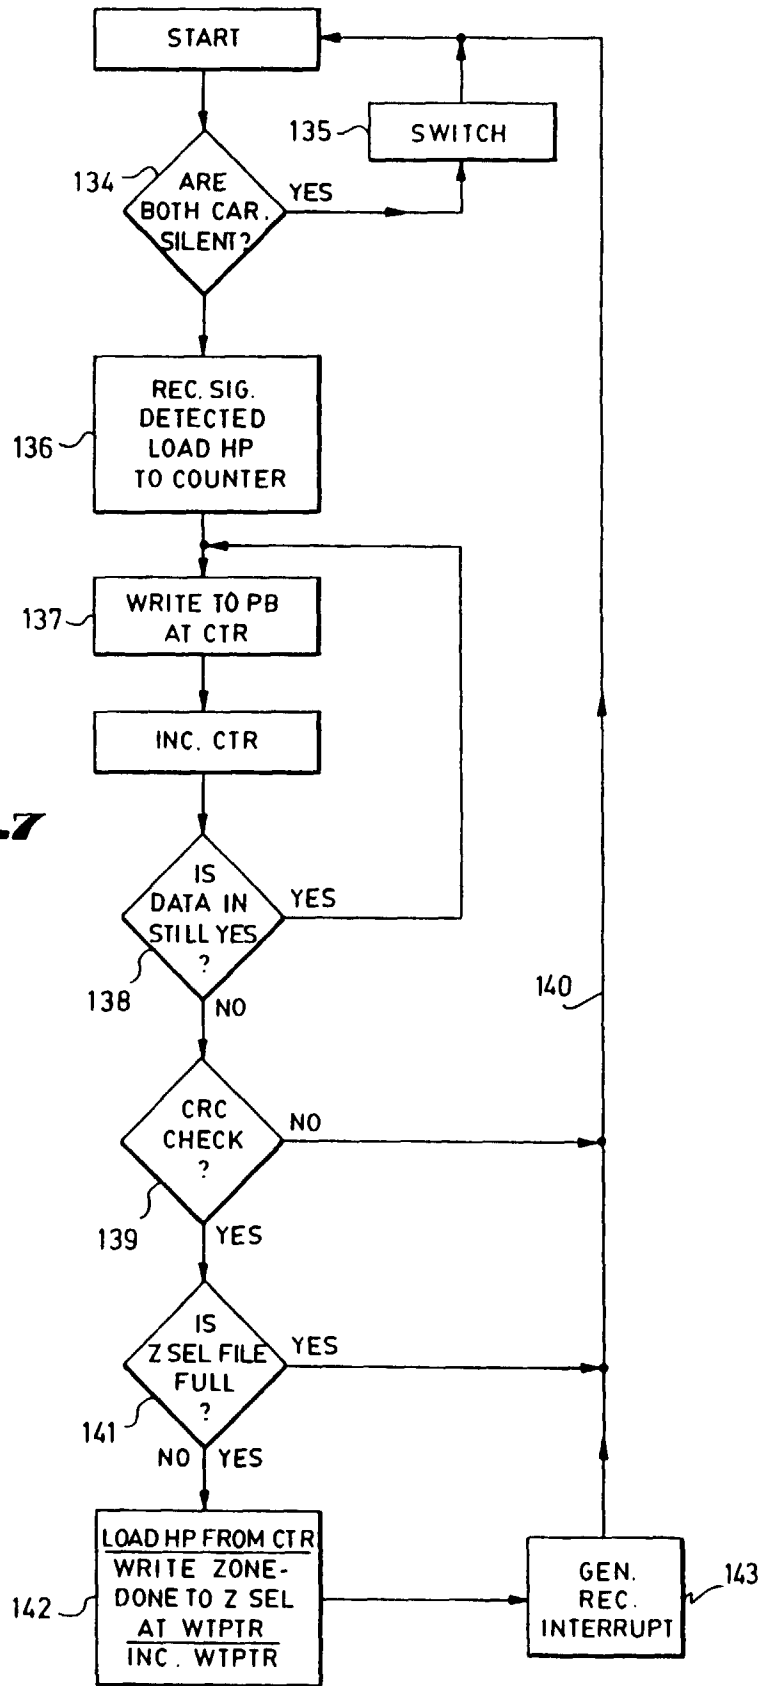 START
135
SWITCH
134
ARE
BOTH CAR.
SILENT?
YES
136
REC. SIG.
DETECTED
LOAD HP
TO COUNTER
137
WRITE TO PB
AT CTR
INC. CTR
.7
IS
DATA IN
STILL YES
?
YES
138
NO
140
CRC
CHECK
?
NO
139
YES
IS
Z SEL FILE
FULL
?
YES
141
NO YES
142
LOAD HP FROM CTR
WRITE ZONE-
DONE TO Z SEL
AT WTPTR
INC. WTPTR
GEN.
REC.
INTERRUPT
143